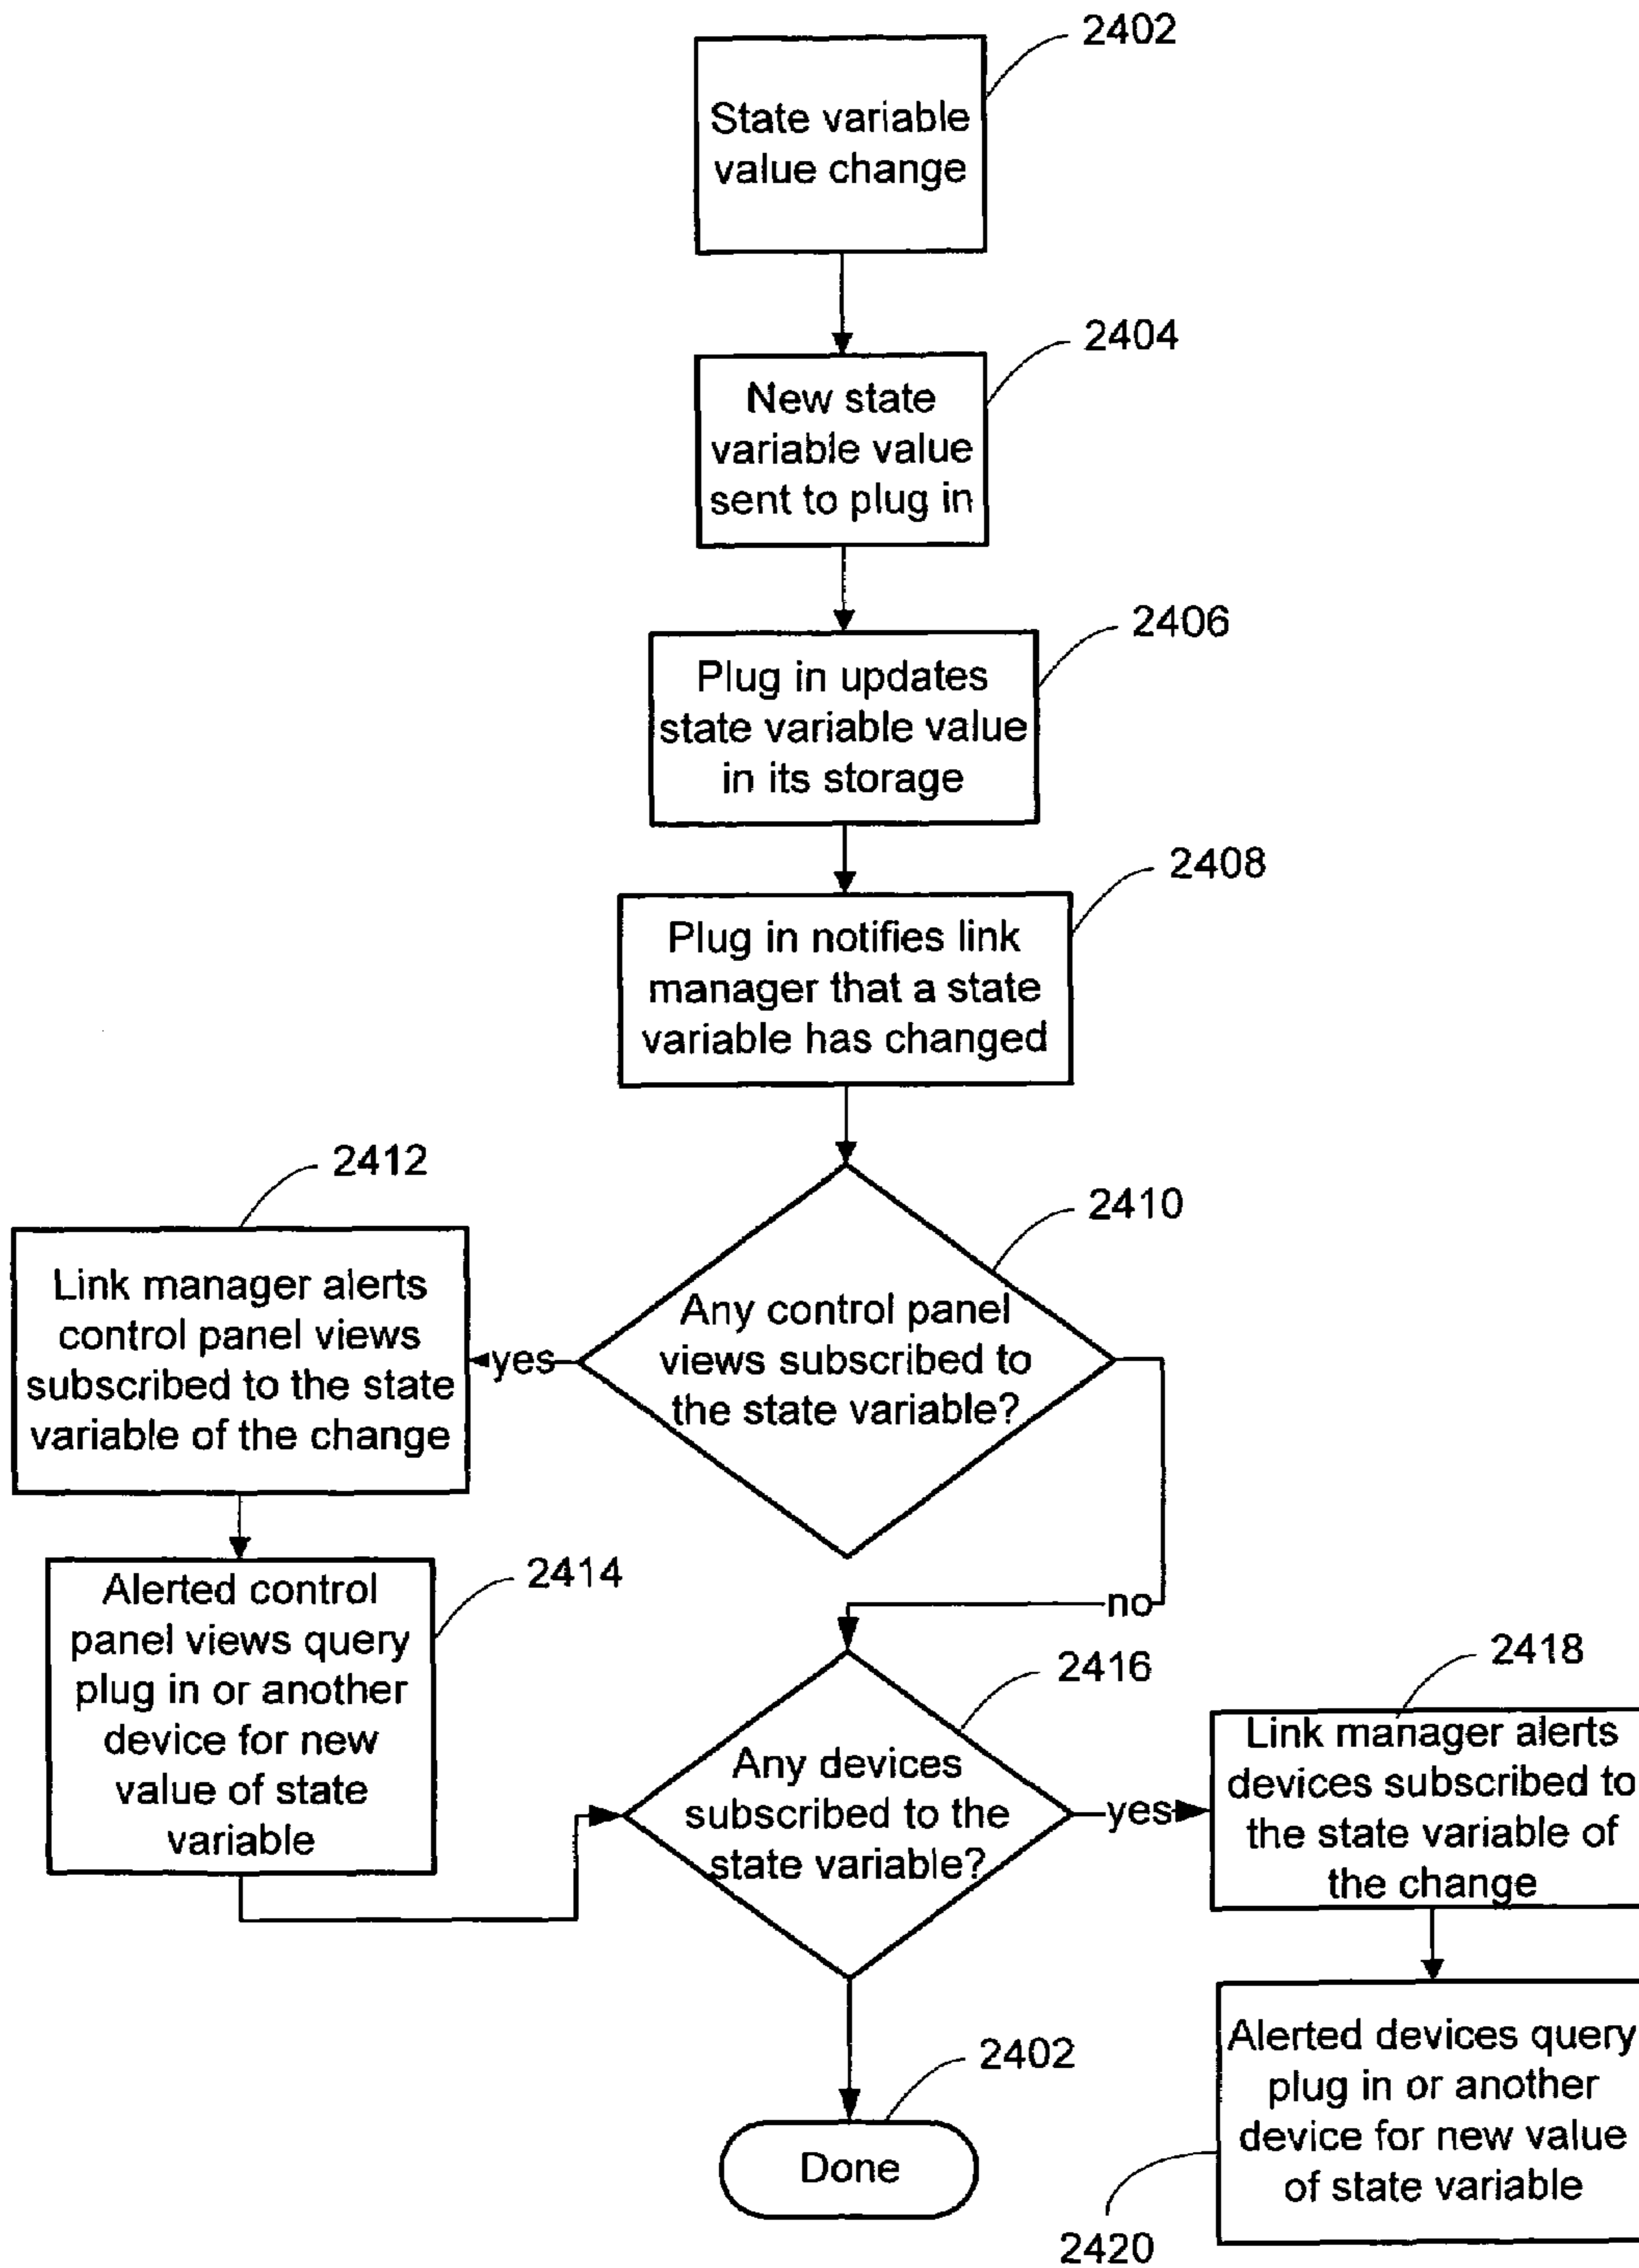 2402
State variable
value change
2404
New state
variable value
sent to plug in
2406
Plug in updates
state variable value
in its storage
2408
Plug in notifies link
manager that a state
variable has changed
2412
Link manager alerts
control panel views
subscribed to the state
variable of the change
yes
2410
Any control panel
views subscribed to
the state variable?
no
2414
Alerted control
panel views query
plug in or another
device for new
value of state
variable
2416
Any devices
subscribed to the
state variable?
yes
2418
Link manager alerts
devices subscribed to
the state variable of
the change
2402
Done
Alerted devices query
plug in or another
device for new value
of state variable
2420